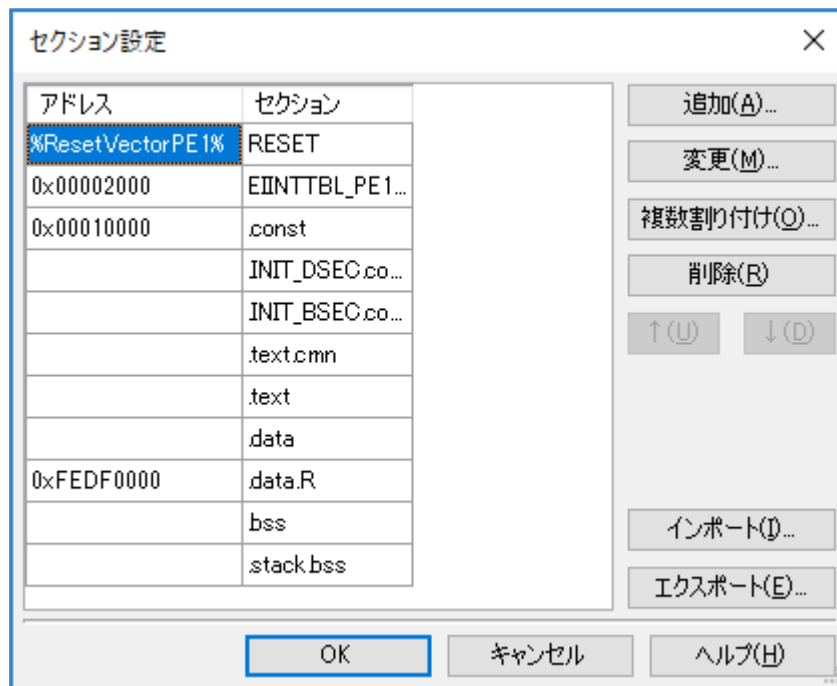 セクション設定
アドレス セクション
%ResetVectorPE1% RESET
0x00002000 EIINTTBL_PE1...
0x00010000 .const
.INIT_DSEC.co...
.INIT_BSEC.co...
.text.cmn
.text
.data
0xFEDF0000 .data.R
.bss
.stack.bss
追加(A)...
変更(M)...
複数割り付け(O)...
削除(R)
↑(U) ↓(D)
インポート(I)...
エクスポート(E)...
OK キャンセル ヘルプ(H)